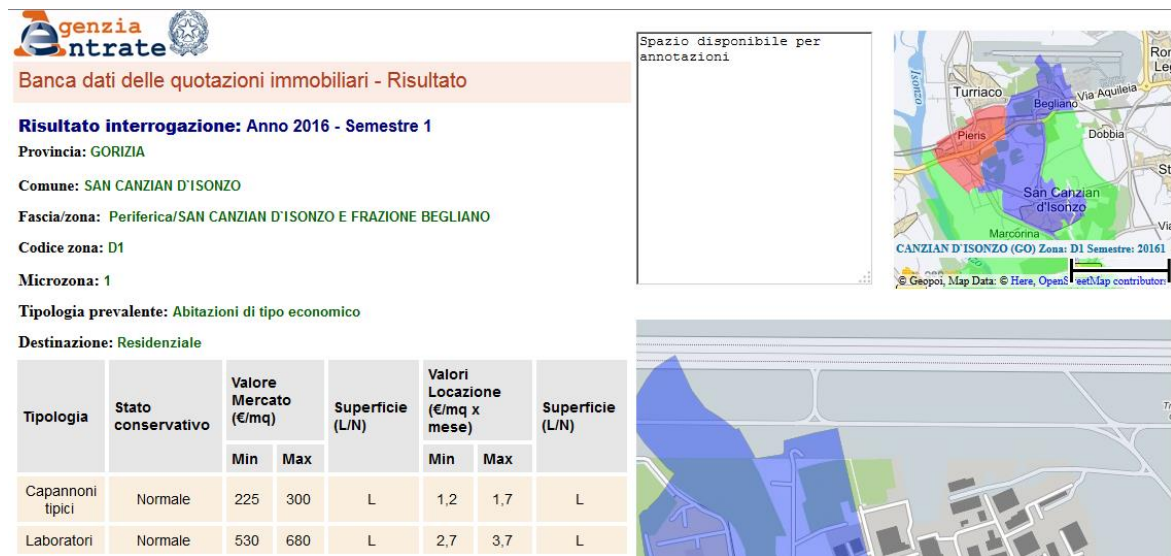 Agenzia
Entrate
Banca dati delle quotazioni immobiliari - Risultato
Risultato interrogazione: Anno 2016 - Semestre 1
Provincia: GORIZIA
Comune: SAN CANZIAN D`ISONZO
Fascia/zona: Periferica/SAN CANZIAN D`ISONZO E FRAZIONE BEGLIANO
Codice zona: D1
Microzona: 1
Tipologia prevalente: Abitazioni di tipo economico
Destinazione: Residenziale
Tipologia Stato conservativo Valore Mercato (€/mq) Superficie (L/N) Valori Locazione (€/mq x mese) Superficie (L/N)
Min Max Min Max
Capannoni tipici Normale 225 300 L 1,2 1,7 L
Laboratori Normale 530 680 L 2,7 3,7 L
Spazio disponibile per
annotazioni
Isonzo
Turriaco
Begliano
Via Aquileia
Pieris
Dobbia
San Canzian
d'Isonzo
Marcorina
CANZIAN D`ISONZO (GO) Zona: D1 Semestre: 20161
© Geopoi, Map Data: © Here, OpenStreetMap contributors